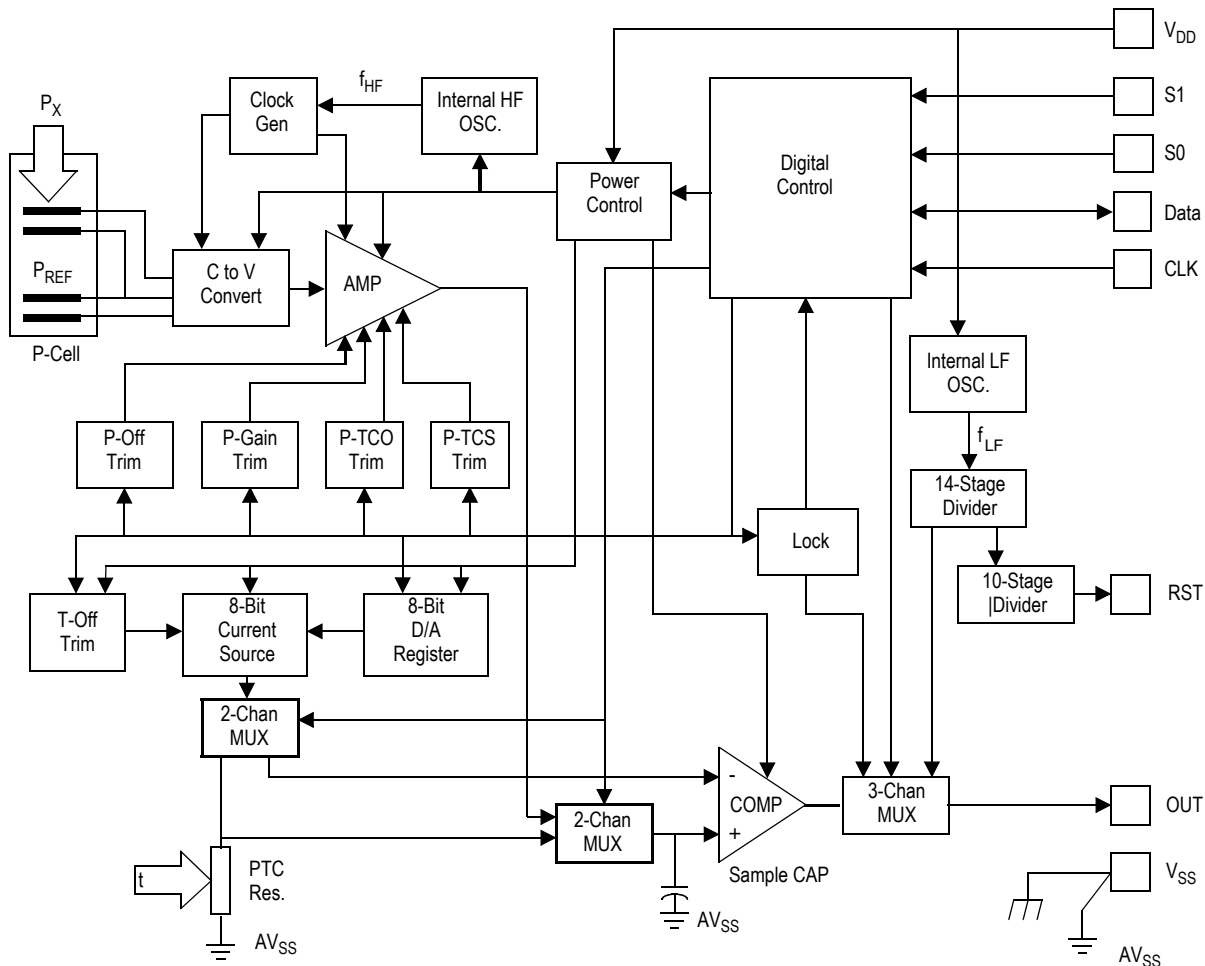 V_DD
S1
S0
Data
CLK
f_HF
Clock
Gen
Internal HF
OSC.
Digital
Control
Power
Control
P_X
P_REF
P-Cell
C to V
Convert
AMP
Internal LF
OSC.
f_LF
P-Off
Trim
P-Gain
Trim
P-TCO
Trim
P-TCS
Trim
14-Stage
Divider
Lock
10-Stage
|Divider
RST
T-Off
Trim
8-Bit
Current
Source
8-Bit
D/A
Register
2-Chan
MUX
-
COMP
+
3-Chan
MUX
OUT
2-Chan
MUX
Sample CAP
t
PTC
Res.
V_SS
AV_SS
AV_SS
AV_SS